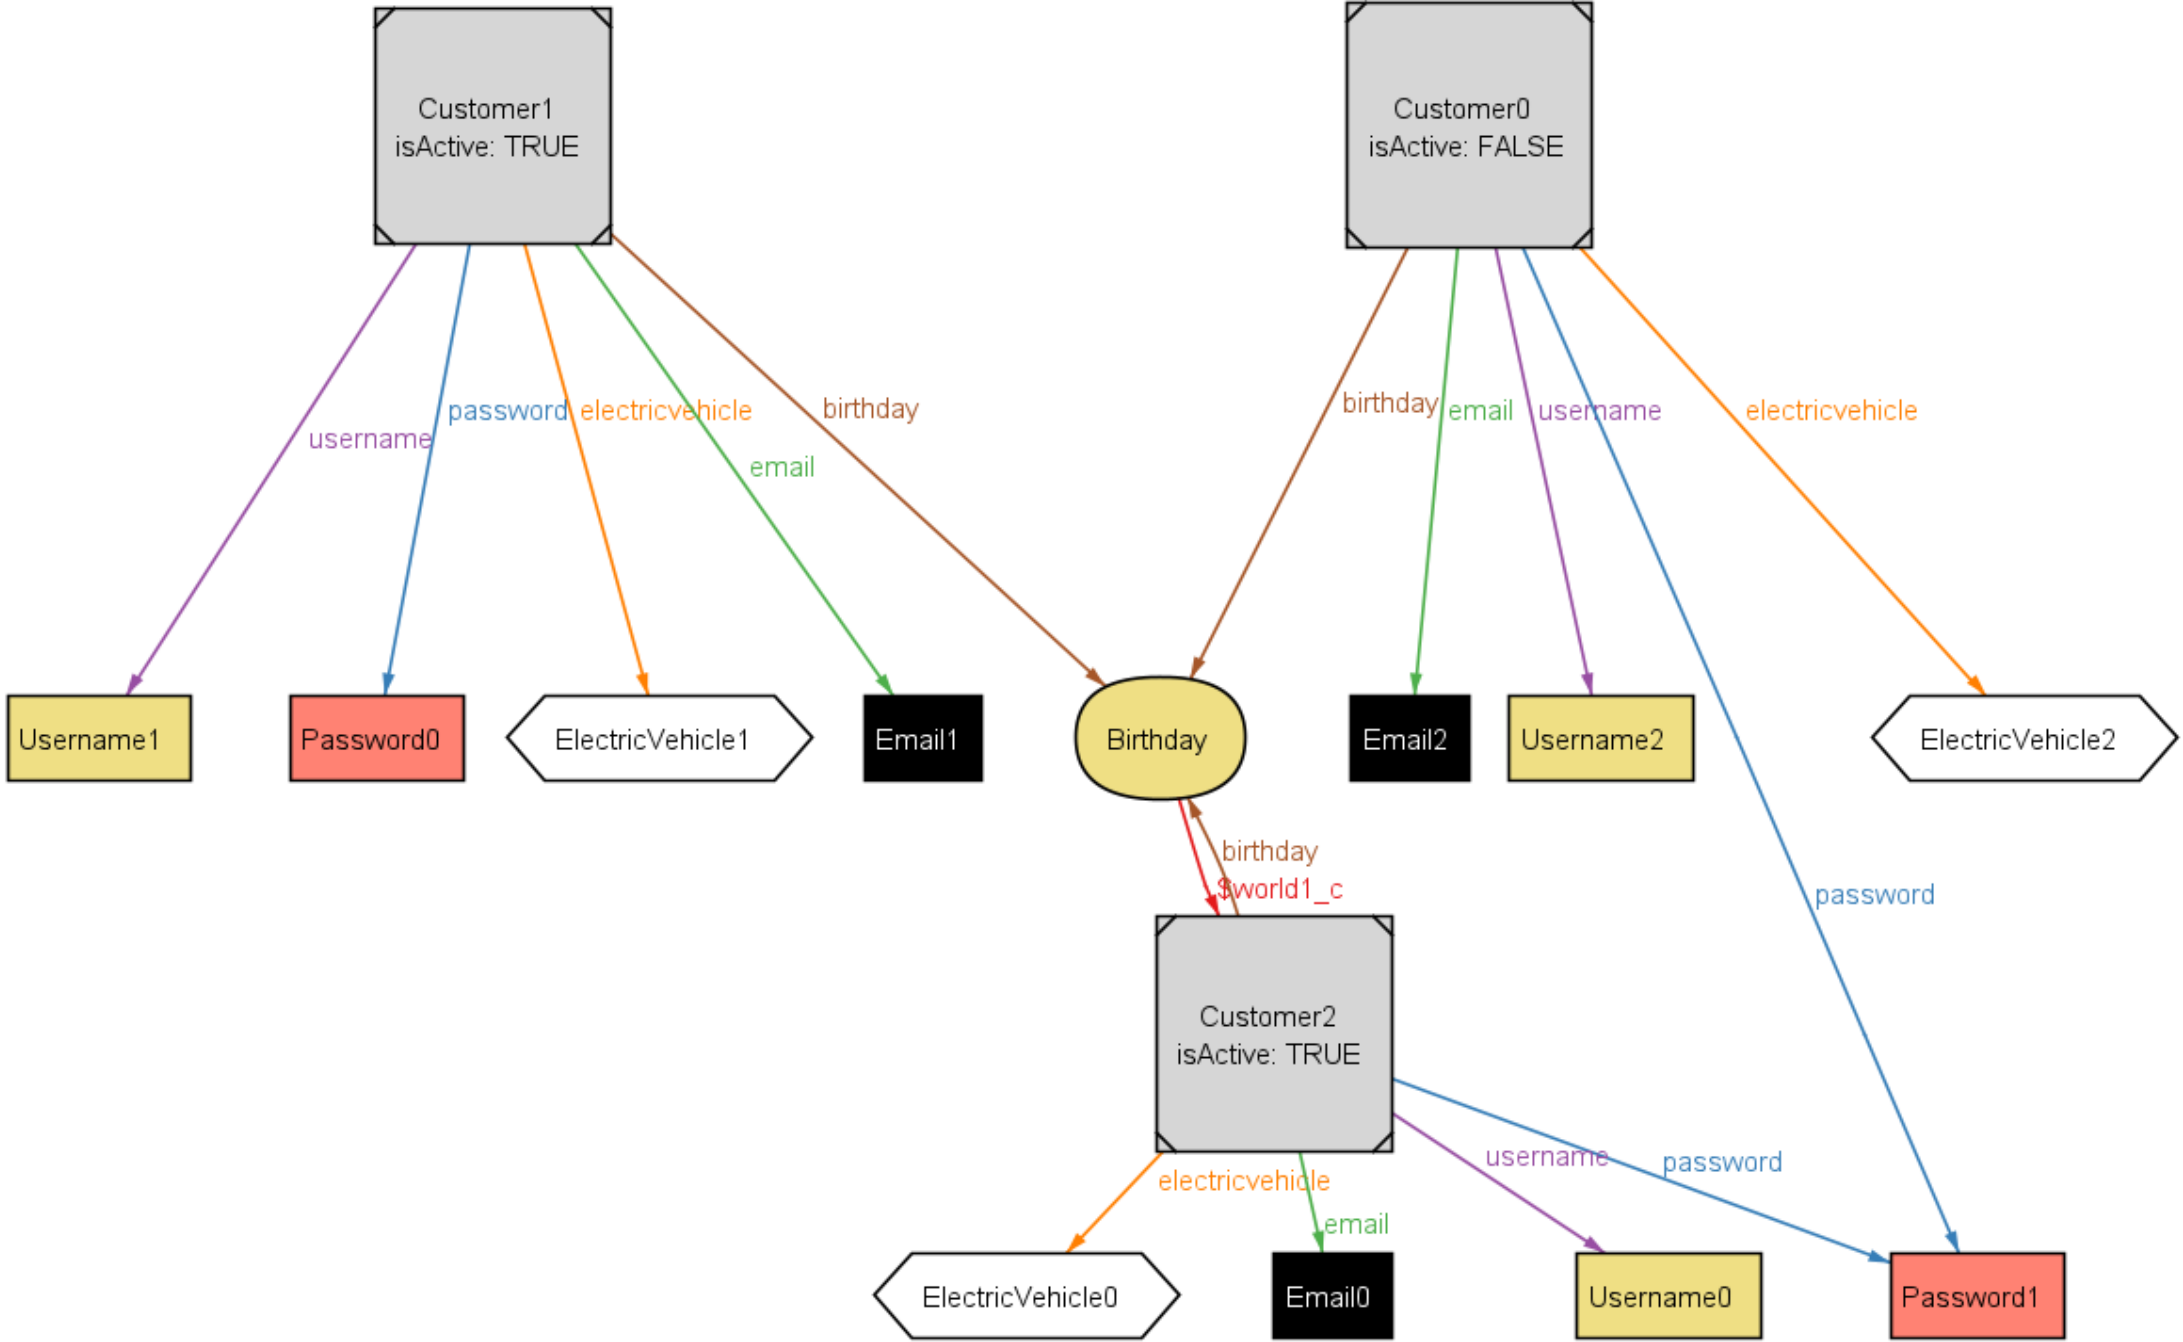 Customer1
isActive: TRUE
Customer0
isActive: FALSE
username
password
electricvehicle
email
birthday
birthday
email
username
electricvehicle
Username1
Password0
ElectricVehicle1
Email1
Birthday
Email2
Username2
ElectricVehicle2
birthday
$world1_c
password
Customer2
isActive: TRUE
electricvehicle
email
username
password
ElectricVehicle0
Email0
Username0
Password1